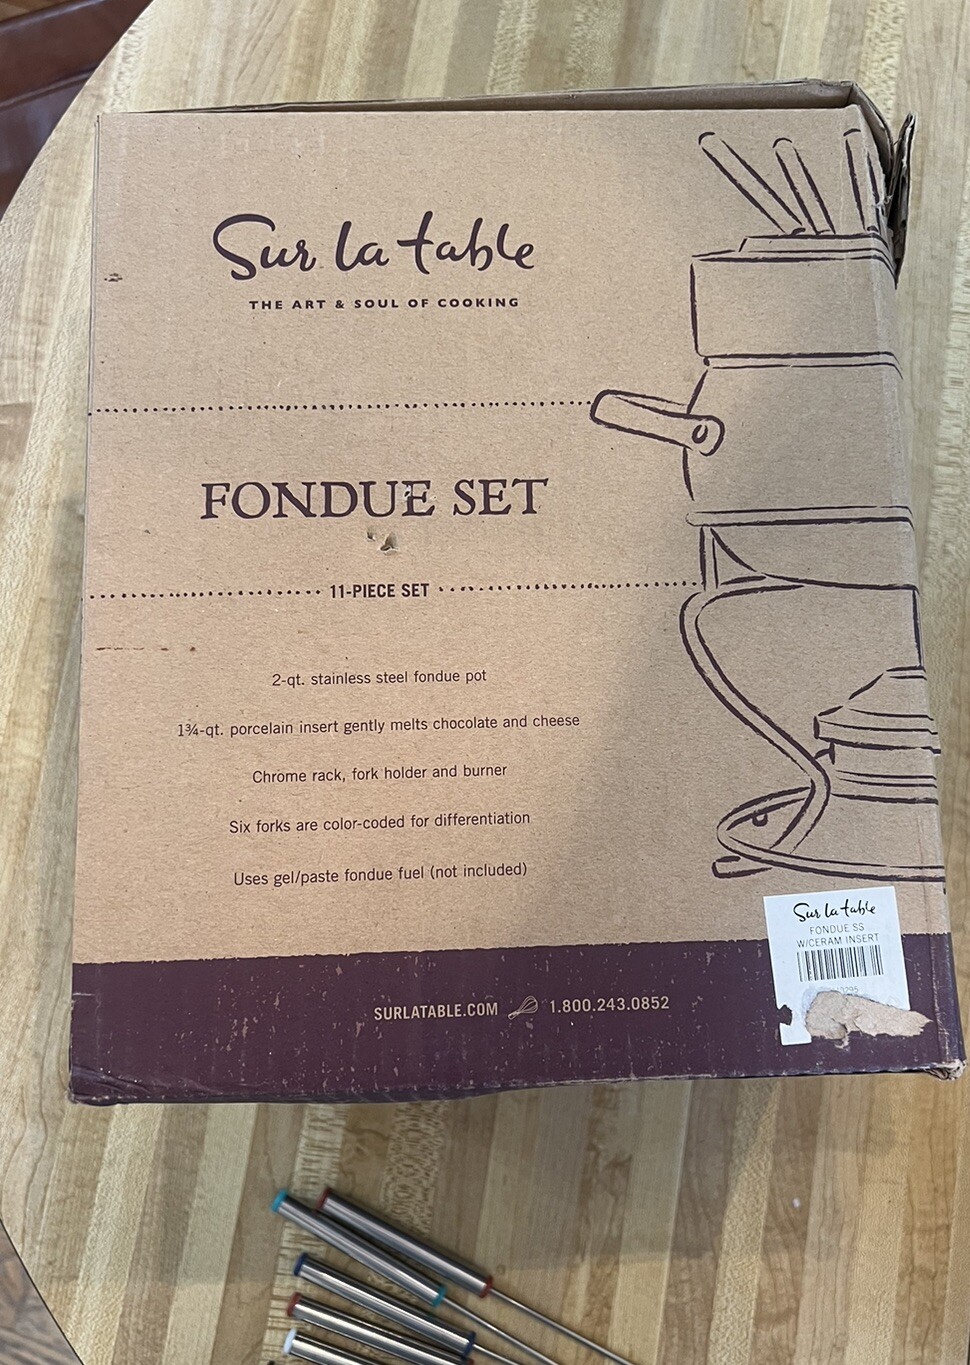 Sur la table
THE ART & SOUL OF COOKING
FONDUE SET
11-PIECE SET
2-qt. stainless steel fondue pot
1¾-qt. porcelain insert gently melts chocolate and cheese
Chrome rack, fork holder and burner
Six forks are color-coded for differentiation
Uses gel/paste fondue fuel (not included)
SURLATABLE.COM 1.800.243.0852
Sur la table
FONDUE SS
W/CERAM INSERT